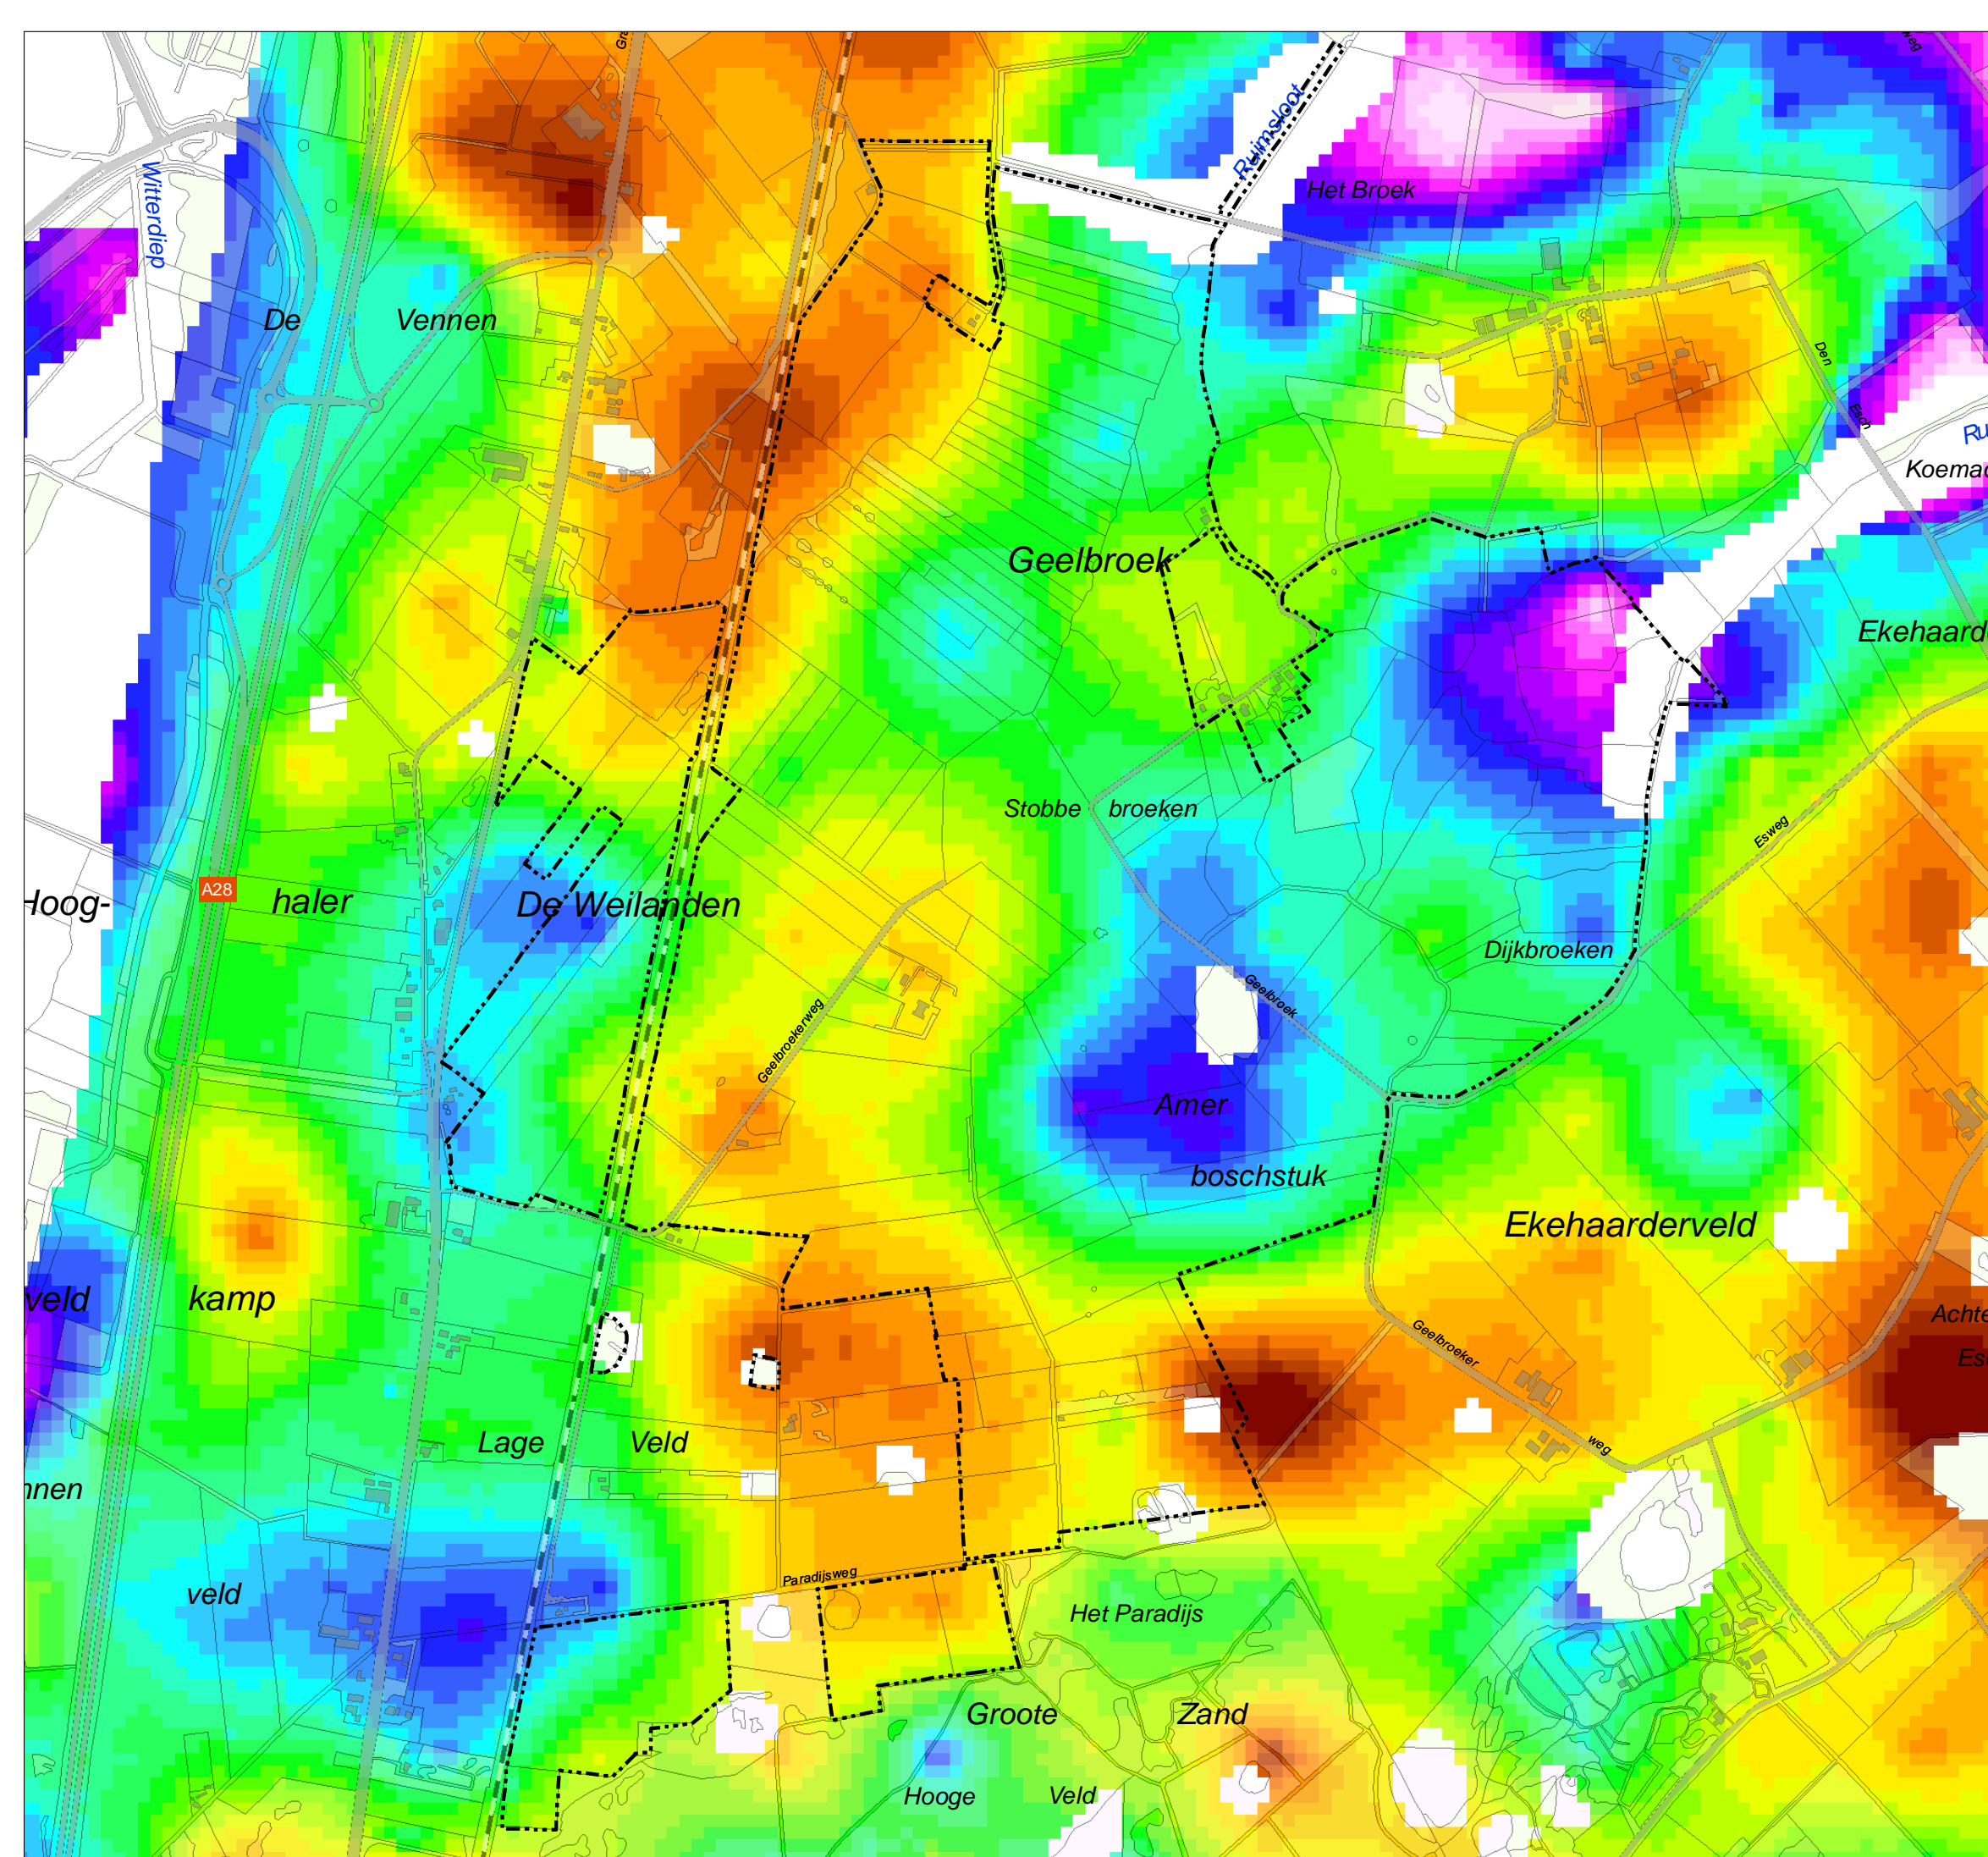 Ruimsloot
Witterdiep
Het Broek
De Vennen
Den
Esch
Koema
Geelbroek
Ekehaard
Stobbe broeken
Esweg
A28
Hoog-
haler
De Weilanden
Dijkbroeken
Geelbroek
Geelbroekerweg
Amer
boschstuk
Ekehaarderveld
veld
kamp
Achte
Es
Geelbroeker
weg
Lage Veld
nnen
Paradijsweg
veld
Het Paradijs
Groote Zand
Hooge Veld